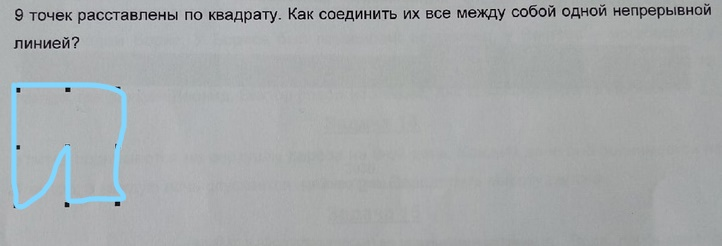 9 точек расставлены по квадрату. Как соединить их все между собой одной непрерывной
линией?